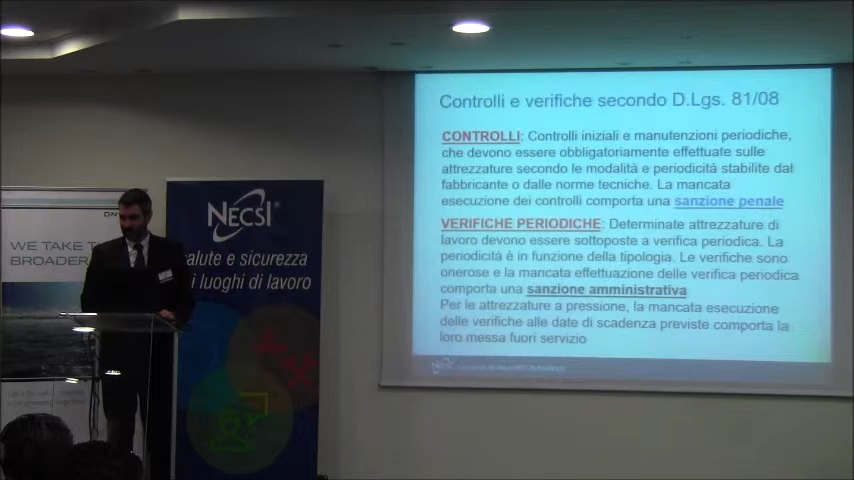 Controlli e verifiche secondo D.Lgs. 81/08
CONTROLLI: Controlli iniziali e manutenzioni periodiche,
che devono essere obbligatoriamente effettuate sulle
attrezzature secondo le modalità e periodicità stabilite dal
fabbricante o dalle norme tecniche. La mancata
esecuzione dei controlli comporta una sanzione penale
VERIFICHE PERIODICHE: Determinate attrezzature di
lavoro devono essere sottoposte a verifica periodica. La
periodicità è in funzione della tipologia. Le verifiche sono
onerose e la mancata effettuazione delle verifica periodica
comporta una sanzione amministrativa
Per le attrezzature a pressione, la mancata esecuzione
delle verifiche alle date di scadenza previste comporta la
loro messa fuori servizio
NECSI
NECSI®
salute e sicurezza
i luoghi di lavoro
DNV
WE TAKE T
BROADER